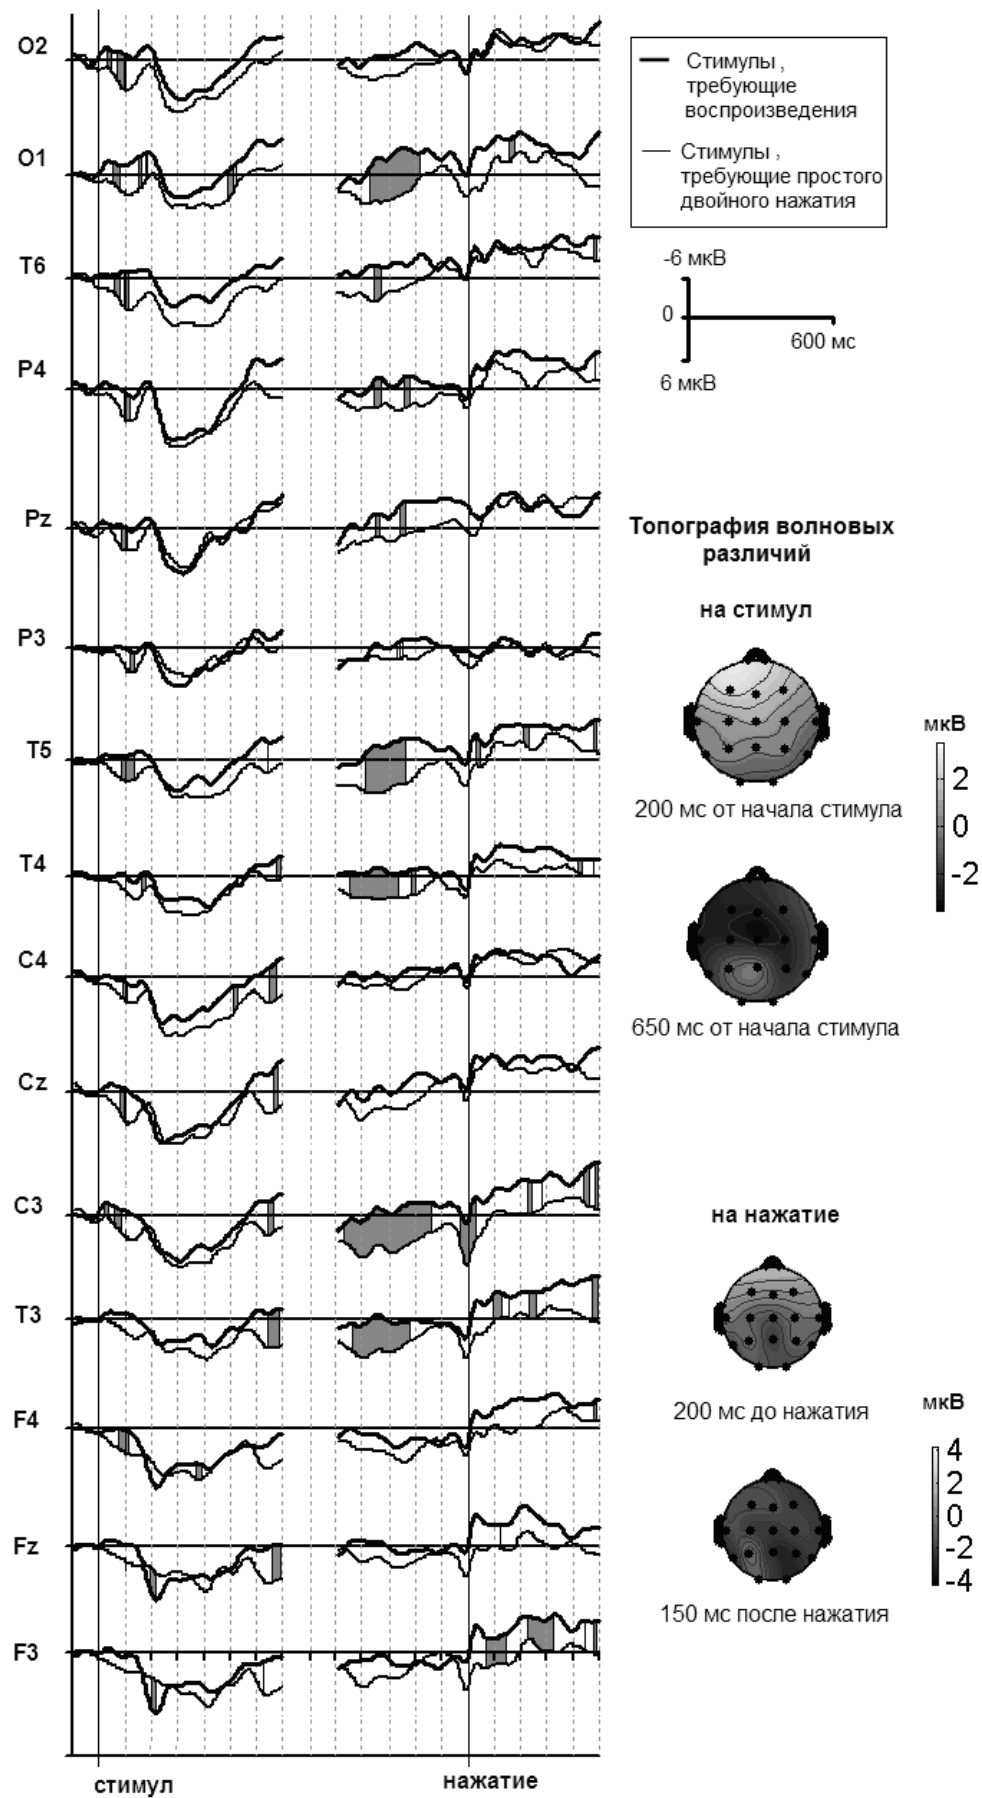 O2
O1
T6
P4
Pz
P3
T5
T4
C4
Cz
C3
T3
F4
Fz
F3
стимул
нажатие
Стимулы ,
требующие
воспроизведения
Стимулы ,
требующие простого
двойного нажатия
-6 мкВ
0
600 мс
6 мкВ
Топография волновых
различий
на стимул
200 мс от начала стимула
мкВ
2
0
-2
650 мс от начала стимула
на нажатие
200 мс до нажатия
мкВ
4
2
0
-2
-4
150 мс после нажатия